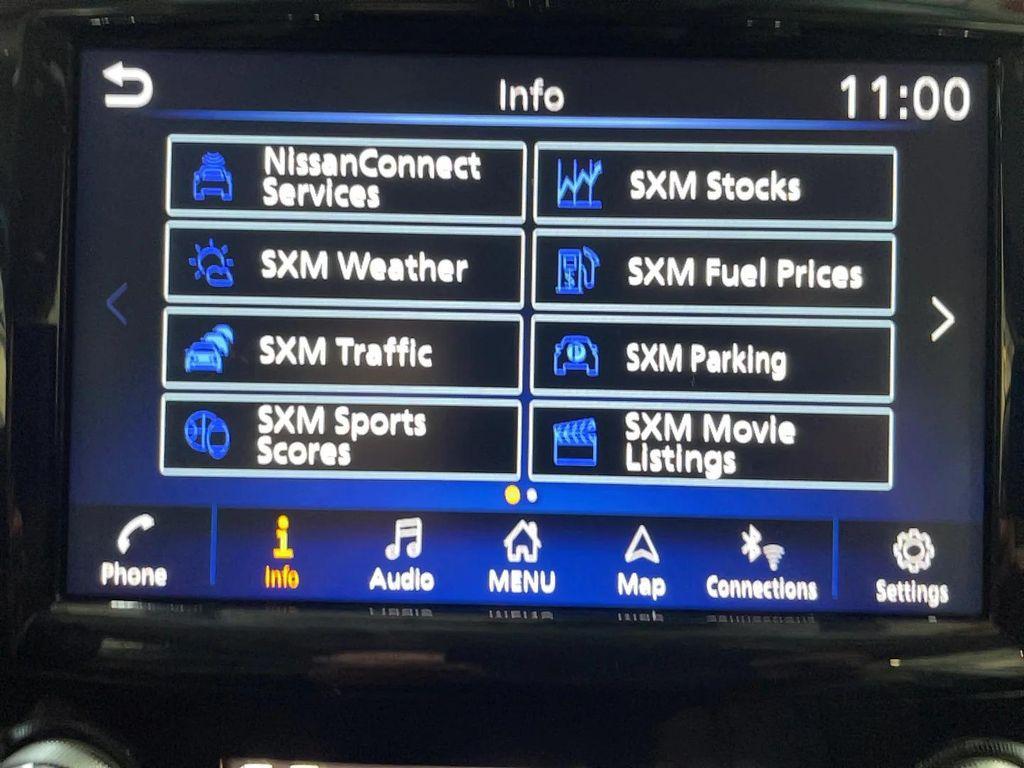 Info
11:00
NissanConnect
Services
SXM Stocks
SXM Weather
SXM Fuel Prices
SXM Traffic
SXM Parking
SXM Sports
Scores
SXM Movie
Listings
Phone
Info
Audio
MENU
Map
Connections
Settings